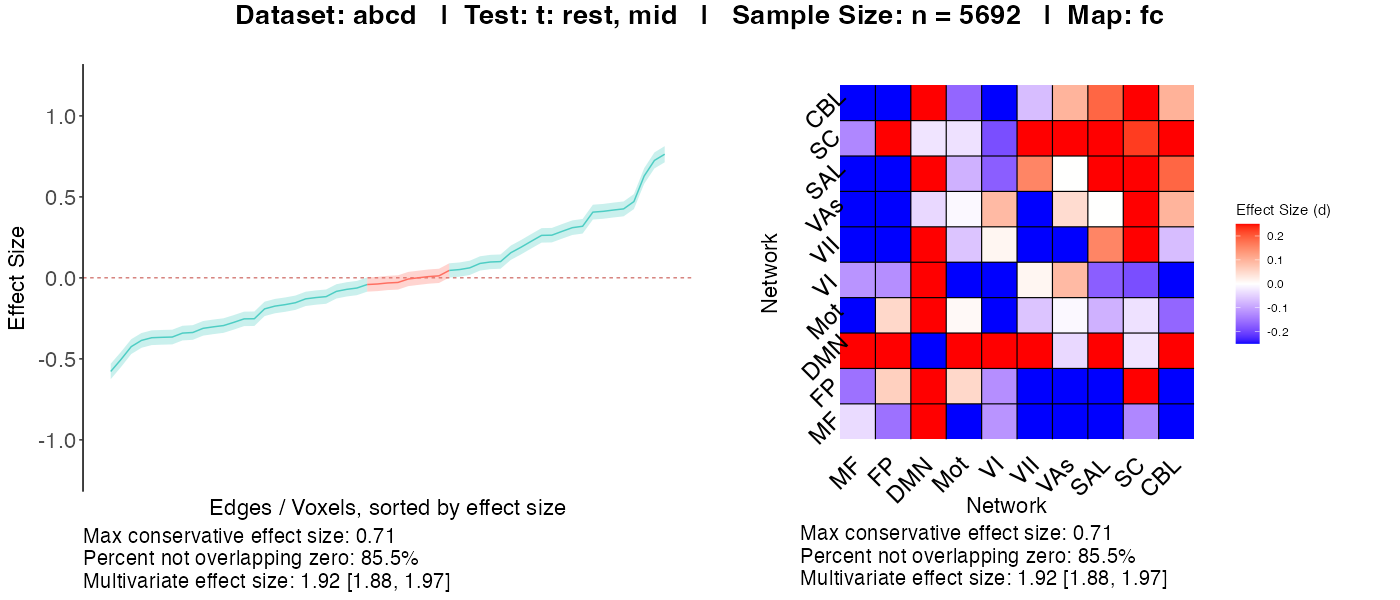 Dataset: abcd | Test: t: rest, mid | Sample Size: n = 5692 | Map: fc
Effect Size
1.0
0.5
0.0
-0.5
-1.0
Edges / Voxels, sorted by effect size
Max conservative effect size: 0.71
Percent not overlapping zero: 85.5%
Multivariate effect size: 1.92 [1.88, 1.97]
Network
CBL
SC
SAL
VAs
VII
VI
Mot
DMN
FP
MF
MF
FP
DMN
Mot
VI
VII
VAs
SAL
SC
CBL
Network
Max conservative effect size: 0.71
Percent not overlapping zero: 85.5%
Multivariate effect size: 1.92 [1.88, 1.97]
Effect Size (d)
0.2
0.1
0.0
-0.1
-0.2